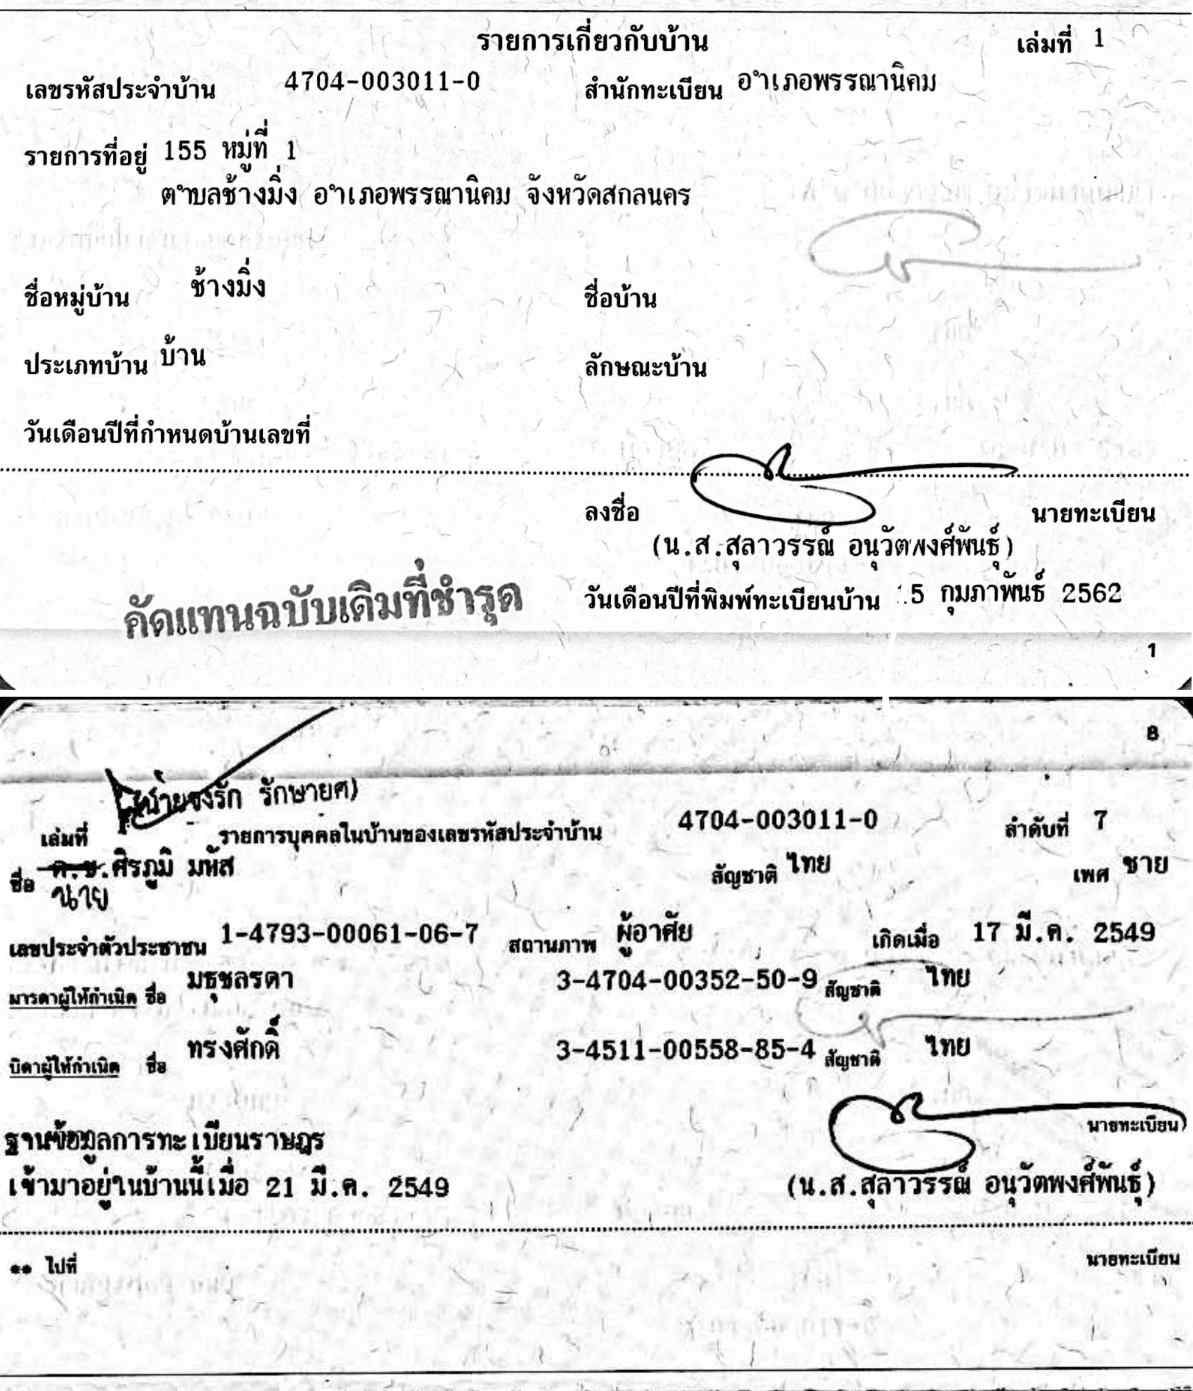 รายการเกี่ยวกับบ้าน เล่มที่ 1
เลขรหัสประจำบ้าน 4704-003011-0 สำนักทะเบียน อำเภอพรรณานิคม
รายการที่อยู่ 155 หมู่ที่ 1
ตำบลช้างมิ่ง อำเภอพรรณานิคม จังหวัดสกลนคร
ชื่อหมู่บ้าน ช้างมิ่ง ชื่อบ้าน
ประเภทบ้าน บ้าน ลักษณะบ้าน
วันเดือนปีที่กำหนดบ้านเลขที่
ลงชื่อ นายทะเบียน
(น.ส.สุลาวรรณ์ อนุวัตพงศ์พันธุ์)
คัดแทนฉบับเดิมที่ชำรุด
วันเดือนปีที่พิมพ์ทะเบียนบ้าน 5 กุมภาพันธ์ 2562
1
8
(นายจงรัก รักษายศ)
เล่มที่ รายการบุคคลในบ้านของเลขรหัสประจำบ้าน 4704-003011-0 ลำดับที่ 7
ชื่อ ด.ช.ศิรภูมิ มหัส สัญชาติ ไทย เพศ ชาย
นาย
เลขประจำตัวประชาชน 1-4793-00061-06-7 สถานภาพ ผู้อาศัย เกิดเมื่อ 17 มี.ค. 2549
มารดาผู้ให้กำเนิด ชื่อ มธุชลรดา 3-4704-00352-50-9 สัญชาติ ไทย
บิดาผู้ให้กำเนิด ชื่อ ทรงศักดิ์ 3-4511-00558-85-4 สัญชาติ ไทย
นายทะเบียน
ฐานข้อมูลการทะเบียนราษฎร
เข้ามาอยู่ในบ้านนี้เมื่อ 21 มี.ค. 2549 (น.ส.สุลาวรรณ์ อนุวัตพงศ์พันธุ์)
** ไปที่ นายทะเบียน